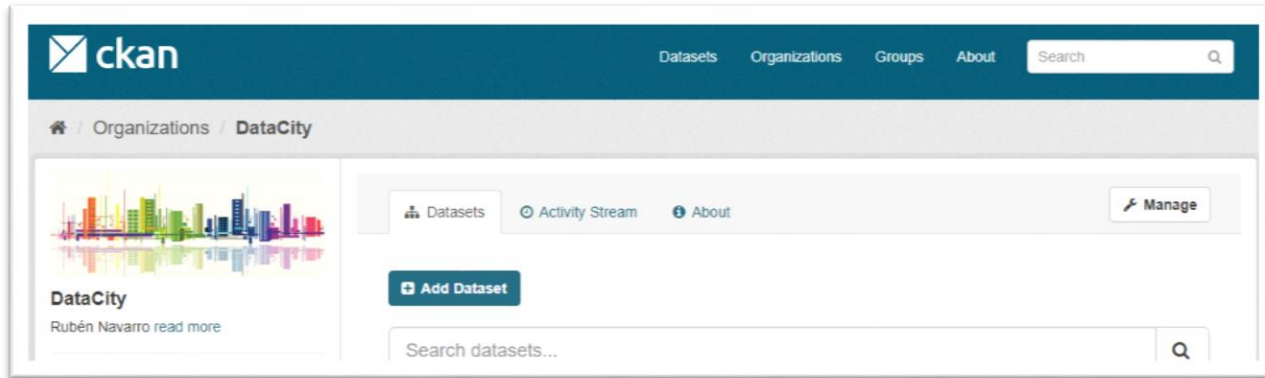 ckan
Datasets Organizations Groups About Search
/ Organizations / DataCity
Datasets Activity Stream About Manage
Add Dataset
DataCity
Rubén Navarro read more
Search datasets...